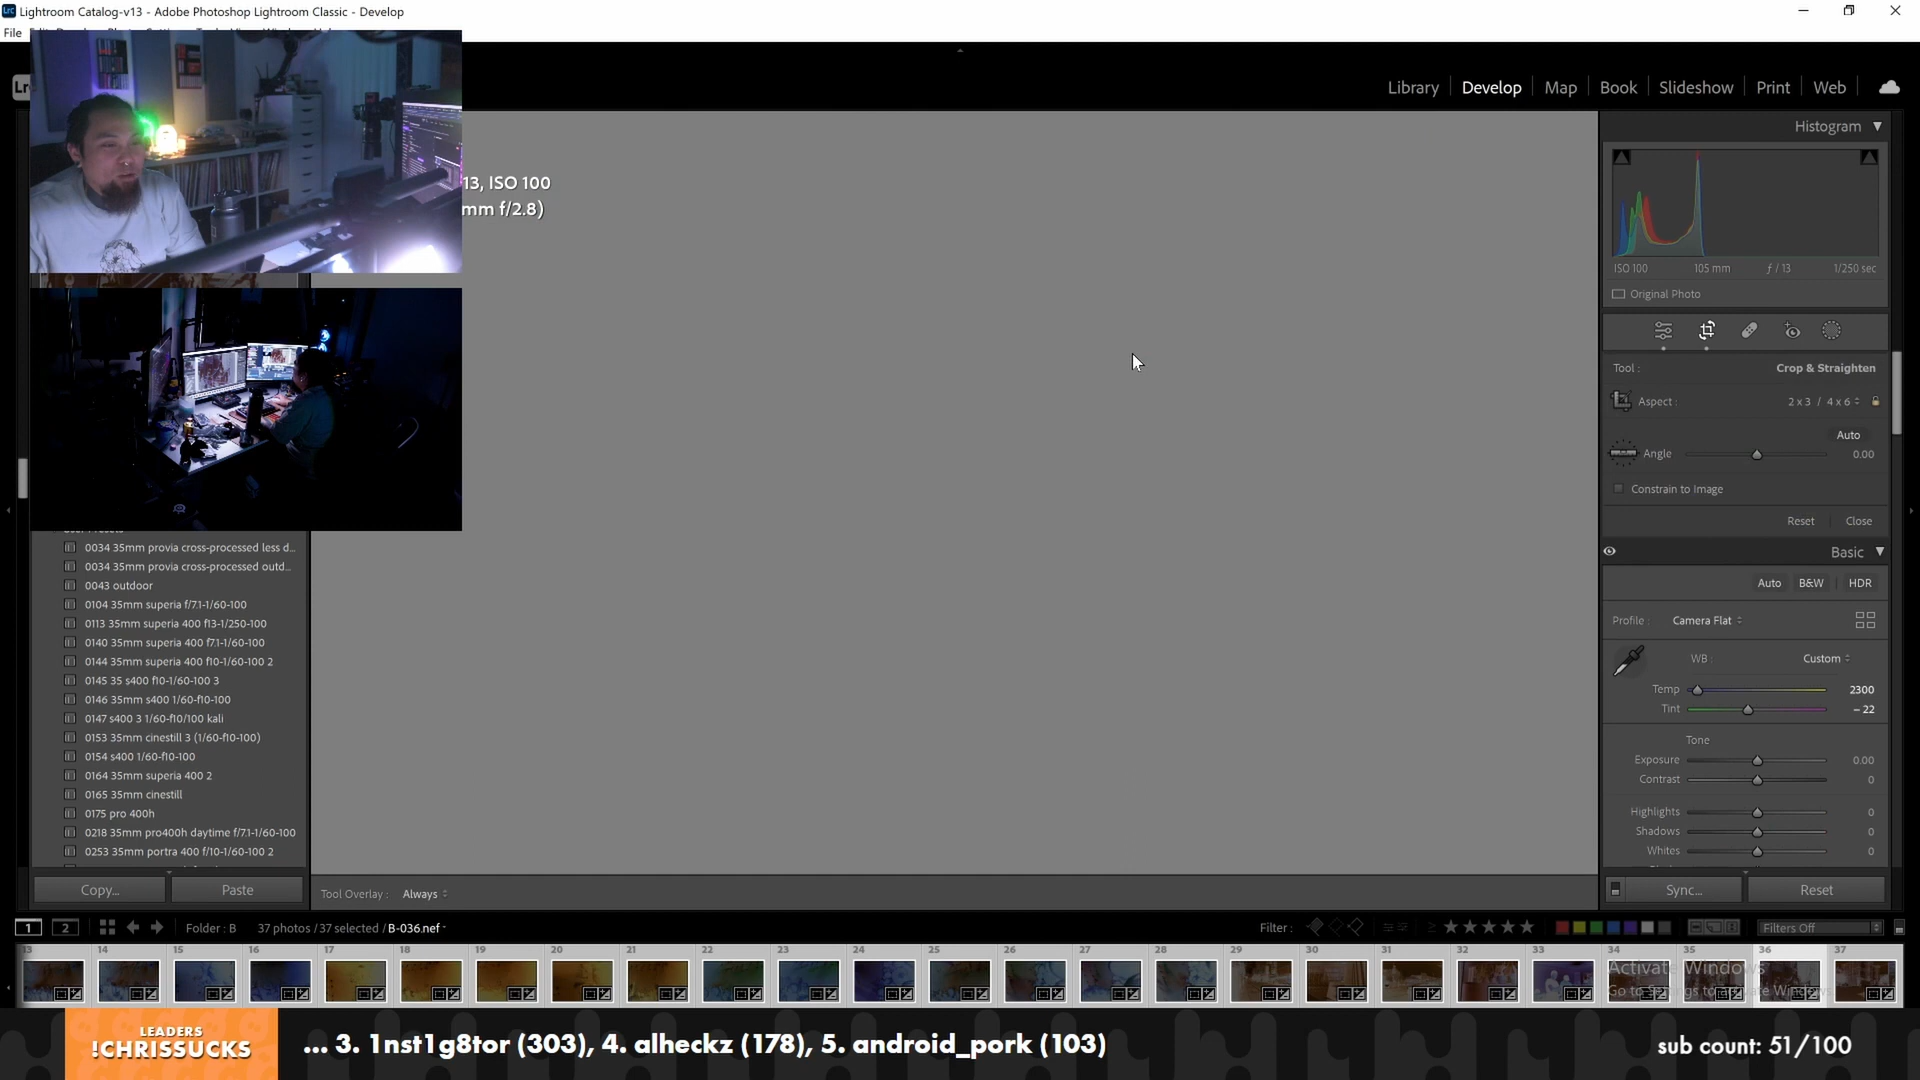 Lightroom Catalog-v13 - Adobe Photoshop Lightroom Classic - Develop
File
Lrc
Library
Develop
Map
Book
Slideshow
Print
Web
13, ISO 100
mm f/2.8)
Histogram
ISO 100 105 mm ƒ / 13 1/250 sec
Original Photo
Tool : Crop & Straighten
Aspect : 2 x 3 / 4 x 6
Auto
Angle 0.00
Constrain to Image
Reset Close
Basic
Auto B&W HDR
Profile : Camera Flat
WB : Custom
Temp 2300
Tint – 22
Tone
Exposure 0.00
Contrast 0
Highlights 0
Shadows 0
Whites 0
Sync... Reset
0034 35mm provia cross-processed less d...
0034 35mm provia cross-processed outd...
0043 outdoor
0104 35mm superia f/7.1-1/60-100
0113 35mm superia 400 f13-1/250-100
0140 35mm superia 400 f7.1-1/60-100
0144 35mm superia 400 f10-1/60-100 2
0145 35 s400 f10-1/60-100 3
0146 35mm s400 1/60-f10-100
0147 s400 3 1/60-f10/100 kali
0153 35mm cinestill 3 (1/60-f10-100)
0154 s400 1/60-f10-100
0164 35mm superia 400 2
0165 35mm cinestill
0175 pro 400h
0218 35mm pro400h daytime f/7.1-1/60-100
0253 35mm portra 400 f/10-1/60-100 2
Copy... Paste
Tool Overlay : Always
1 2 Folder : B 37 photos / 37 selected / B-036.nef
Filter : Filters Off
13 14 15 16 17 18 19 20 21 22 23 24 25 26 27 28 29 30 31 32 33 34 35 36 37
Activate Windows
Go to Settings to activate Windows.
LEADERS
!CHRISSUCKS
... 3. 1nst1g8tor (303), 4. alheckz (178), 5. android_pork (103)
sub count: 51/100